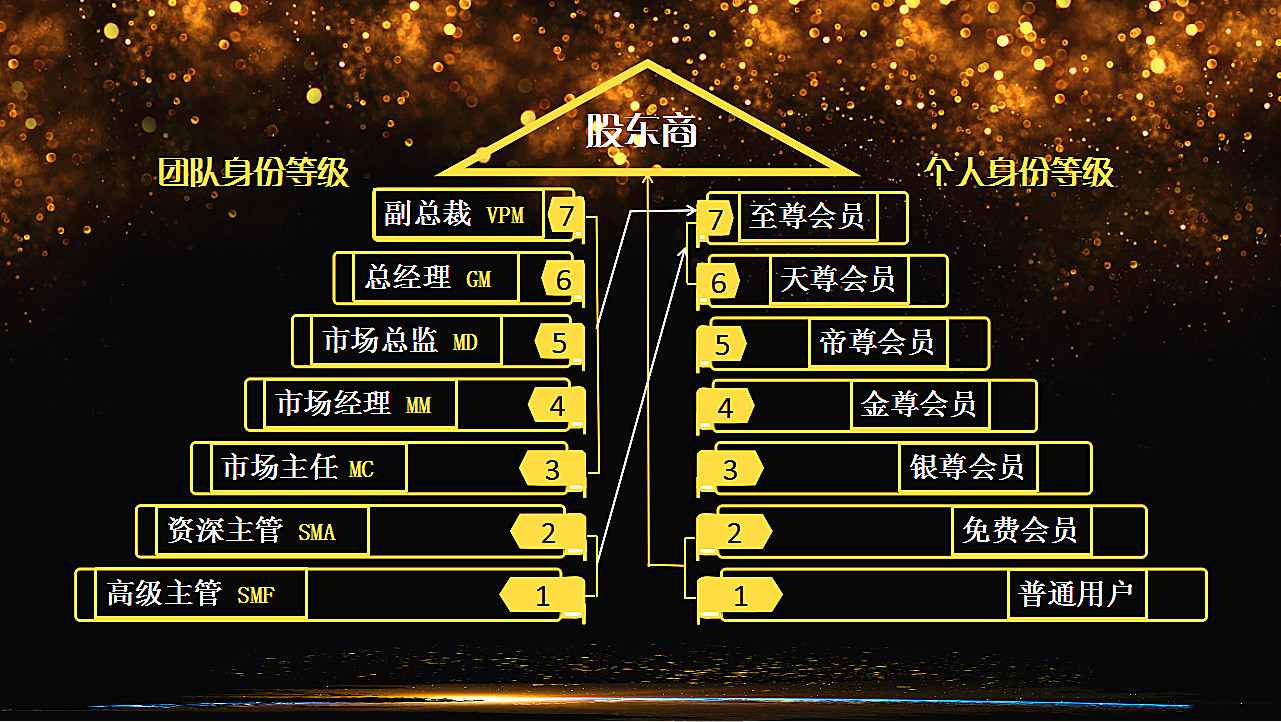 股东商
团队身份等级
个人身份等级
副总裁 VPM 7
7 至尊会员
总经理 GM 6
6 天尊会员
市场总监 MD 5
5 帝尊会员
市场经理 MM 4
4 金尊会员
市场主任 MC 3
3 银尊会员
资深主管 SMA 2
2 免费会员
高级主管 SMF 1
1 普通用户